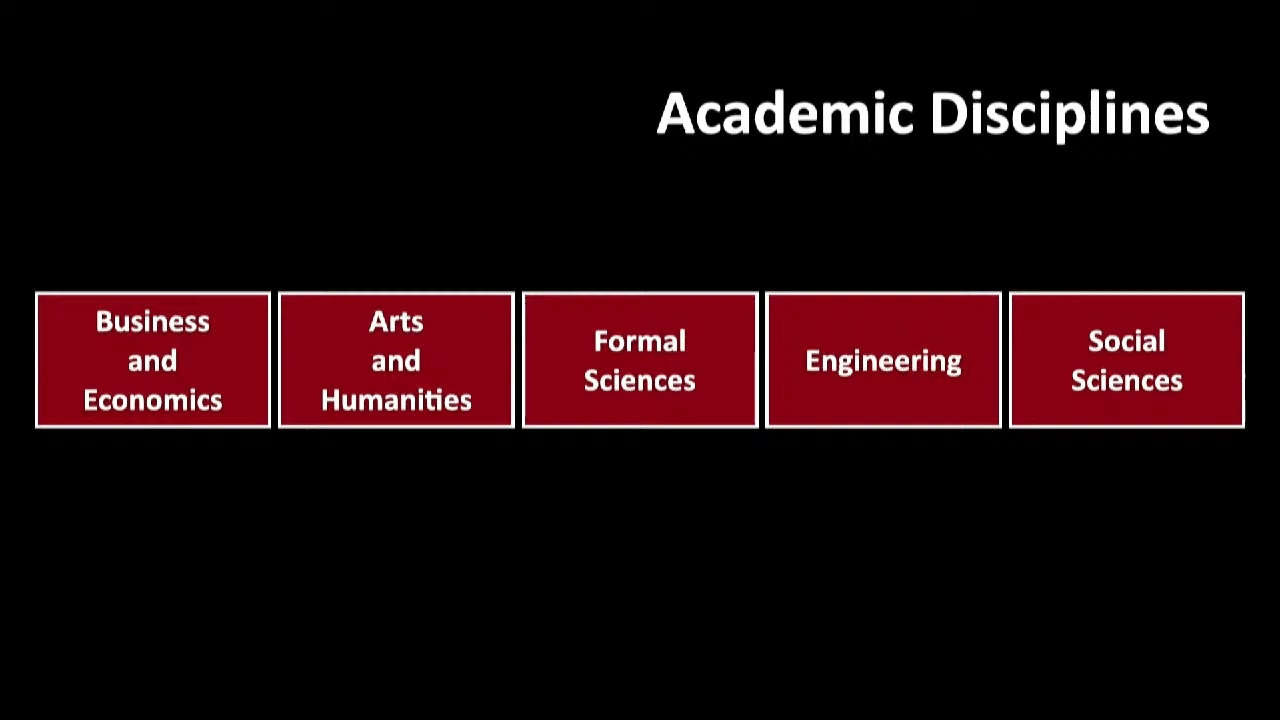 Academic Disciplines
Business
and
Economics
Arts
and
Humanities
Formal
Sciences
Engineering
Social
Sciences